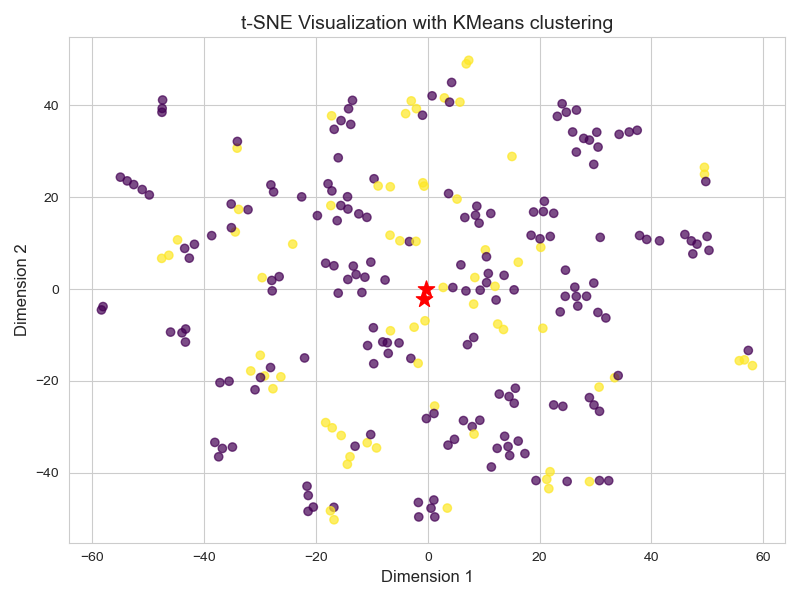 t-SNE Visualization with KMeans clustering
Dimension 2
40
20
0
−20
−40
−60 −40 −20 0 20 40 60
Dimension 1